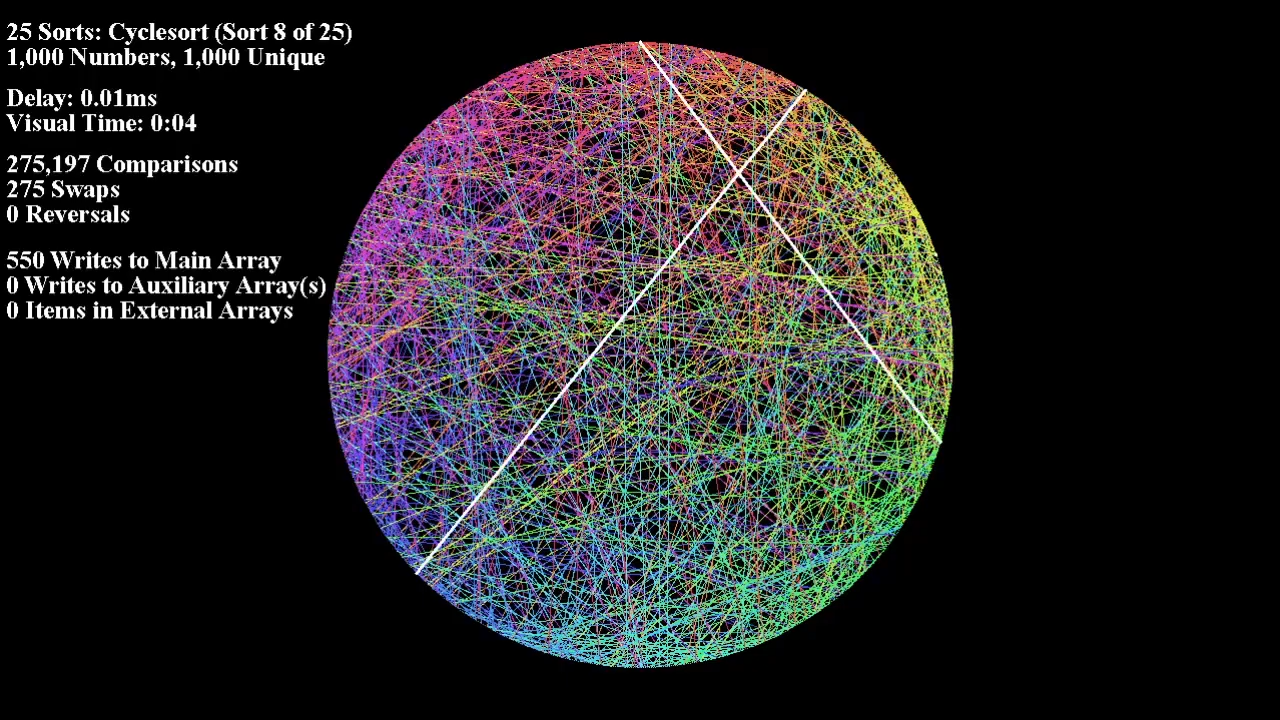 25 Sorts: Cyclesort (Sort 8 of 25)
1,000 Numbers, 1,000 Unique
Delay: 0.01ms
Visual Time: 0:04
275,197 Comparisons
275 Swaps
0 Reversals
550 Writes to Main Array
0 Writes to Auxiliary Array(s)
0 Items in External Arrays